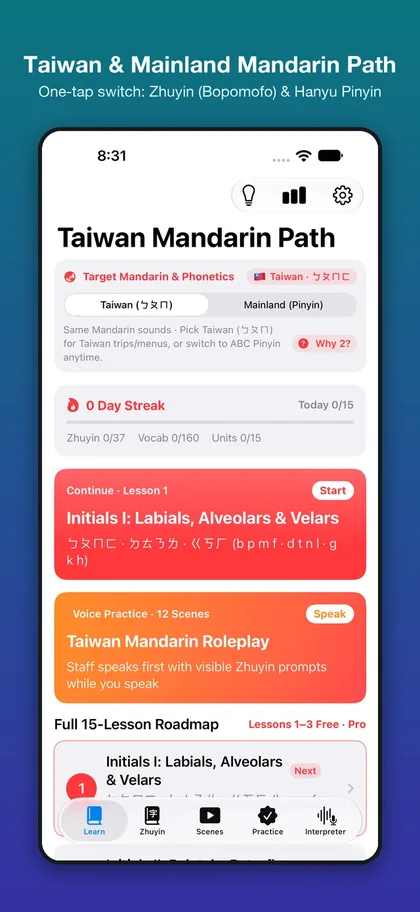 Taiwan & Mainland Mandarin Path
One-tap switch: Zhuyin (Bopomofo) & Hanyu Pinyin
8:31
Taiwan Mandarin Path
Target Mandarin & Phonetics
🇹🇼 Taiwan · ㄅㄆㄇㄈ
Taiwan (ㄅㄆㄇ)
Mainland (Pinyin)
Same Mandarin sounds · Pick Taiwan (ㄅㄆㄇ)
for Taiwan trips/menus, or switch to ABC Pinyin
anytime.
Why 2?
0 Day Streak
Today 0/15
Zhuyin 0/37 Vocab 0/160 Units 0/15
Continue · Lesson 1
Start
Initials I: Labials, Alveolars & Velars
ㄅㄆㄇㄈ · ㄉㄊㄋㄌ · ㄍㄎㄏ (b p m f · d t n l · g
k h)
Voice Practice · 12 Scenes
Speak
Taiwan Mandarin Roleplay
Staff speaks first with visible Zhuyin prompts
while you speak
Full 15-Lesson Roadmap
Lessons 1–3 Free · Pro
Initials I: Labials, Alveolars
& Velars
Next
1
字
Learn
Zhuyin
Scenes
Practice
Interpreter